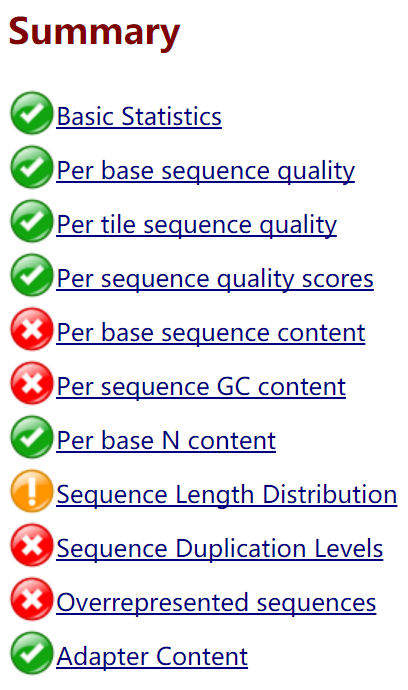 Summary
Basic Statistics
Per base sequence quality
Per tile sequence quality
Per sequence quality scores
Per base sequence content
Per sequence GC content
Per base N content
Sequence Length Distribution
Sequence Duplication Levels
Overrepresented sequences
Adapter Content